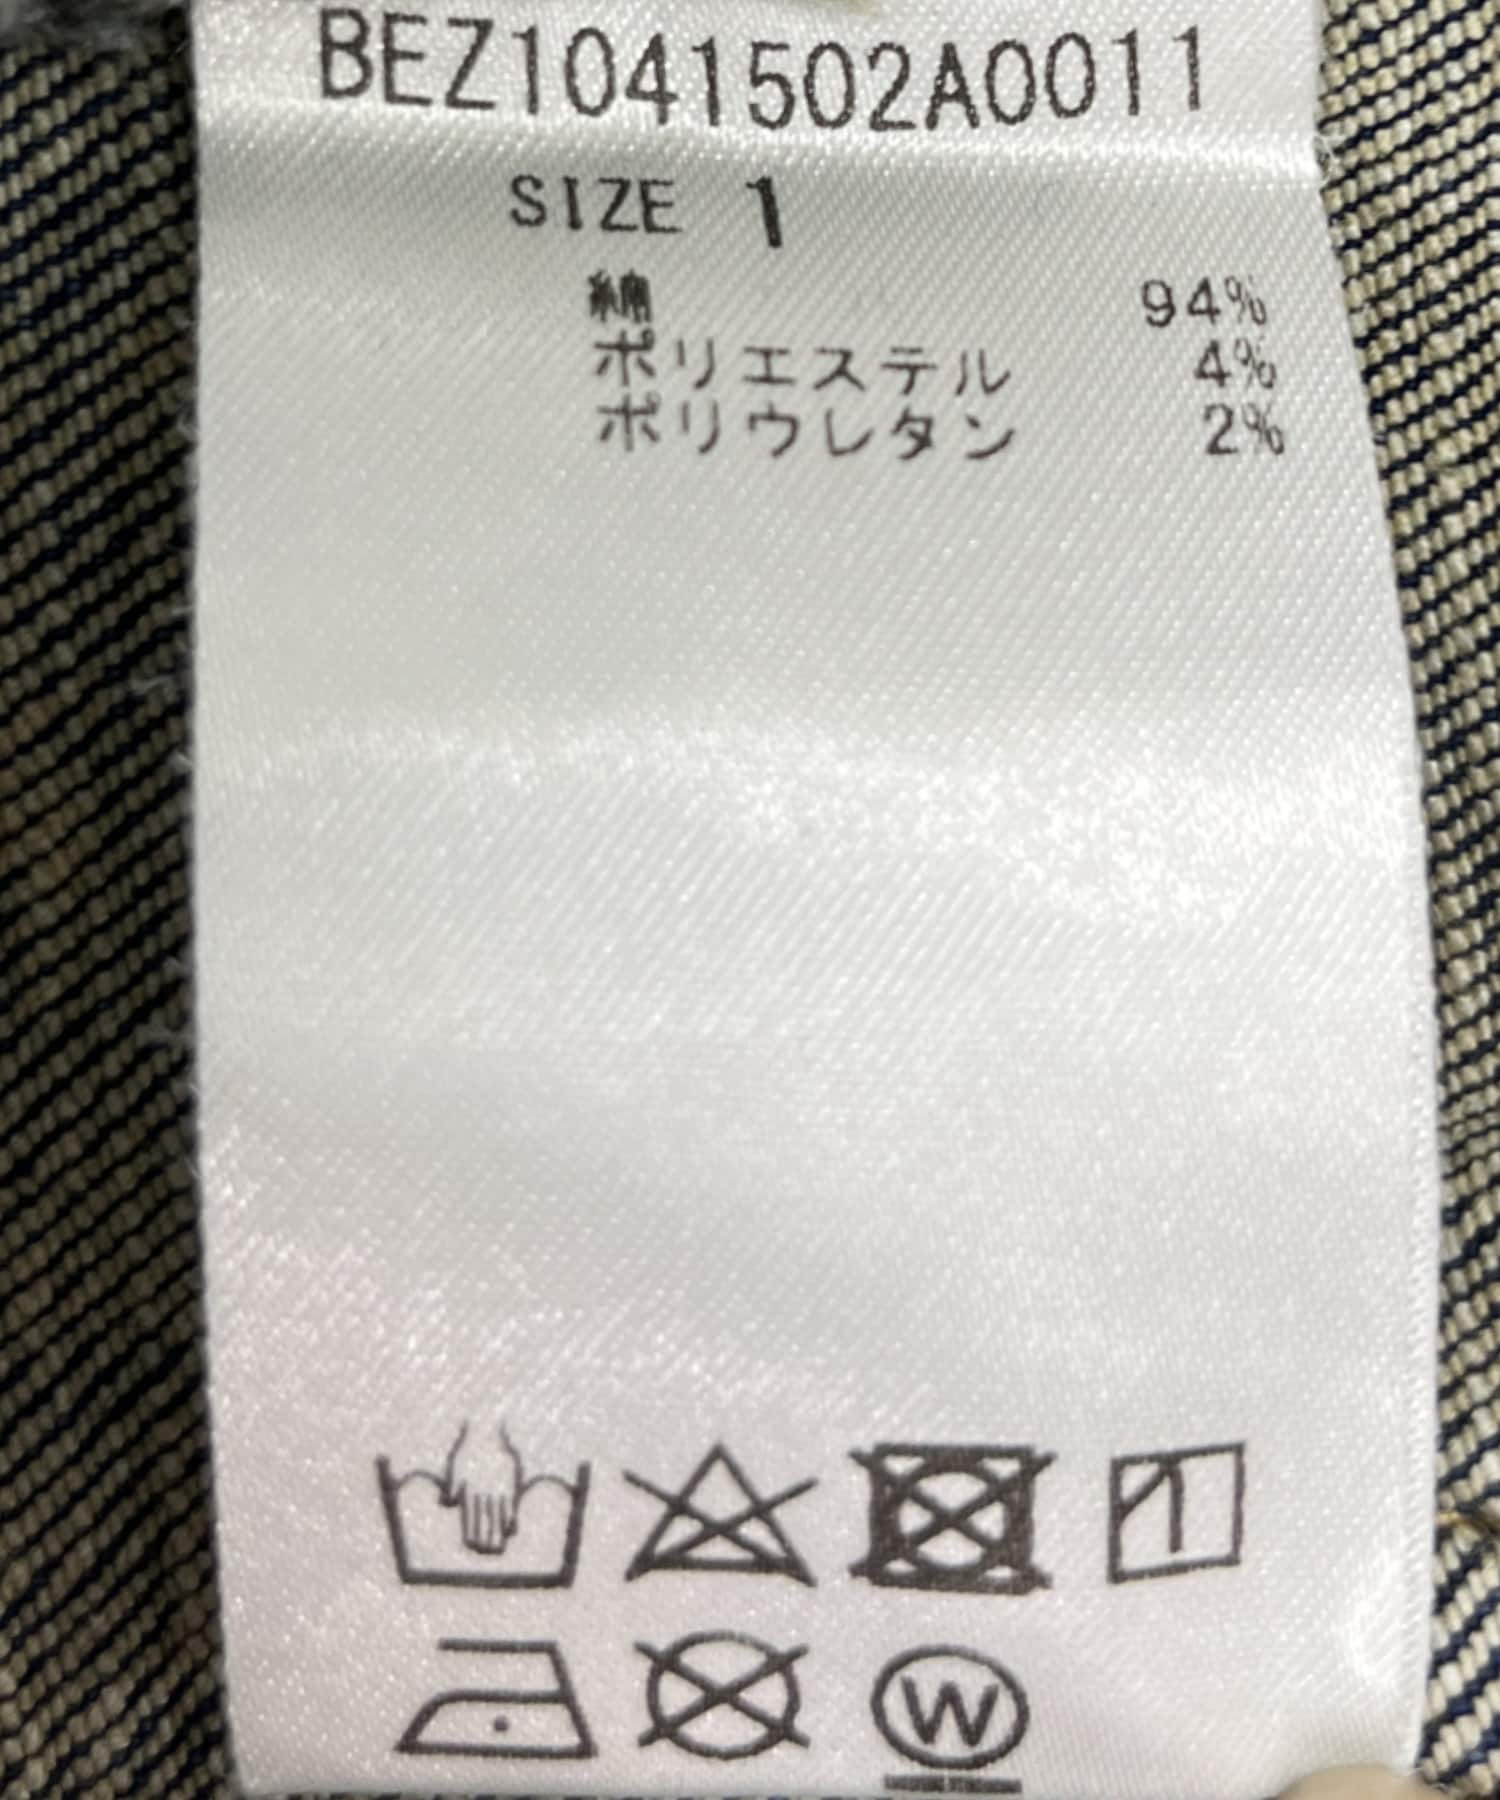 BEZ1041502A0011
SIZE 1
綿 94%
ポリエステル 4%
ポリウレタン 2%
W